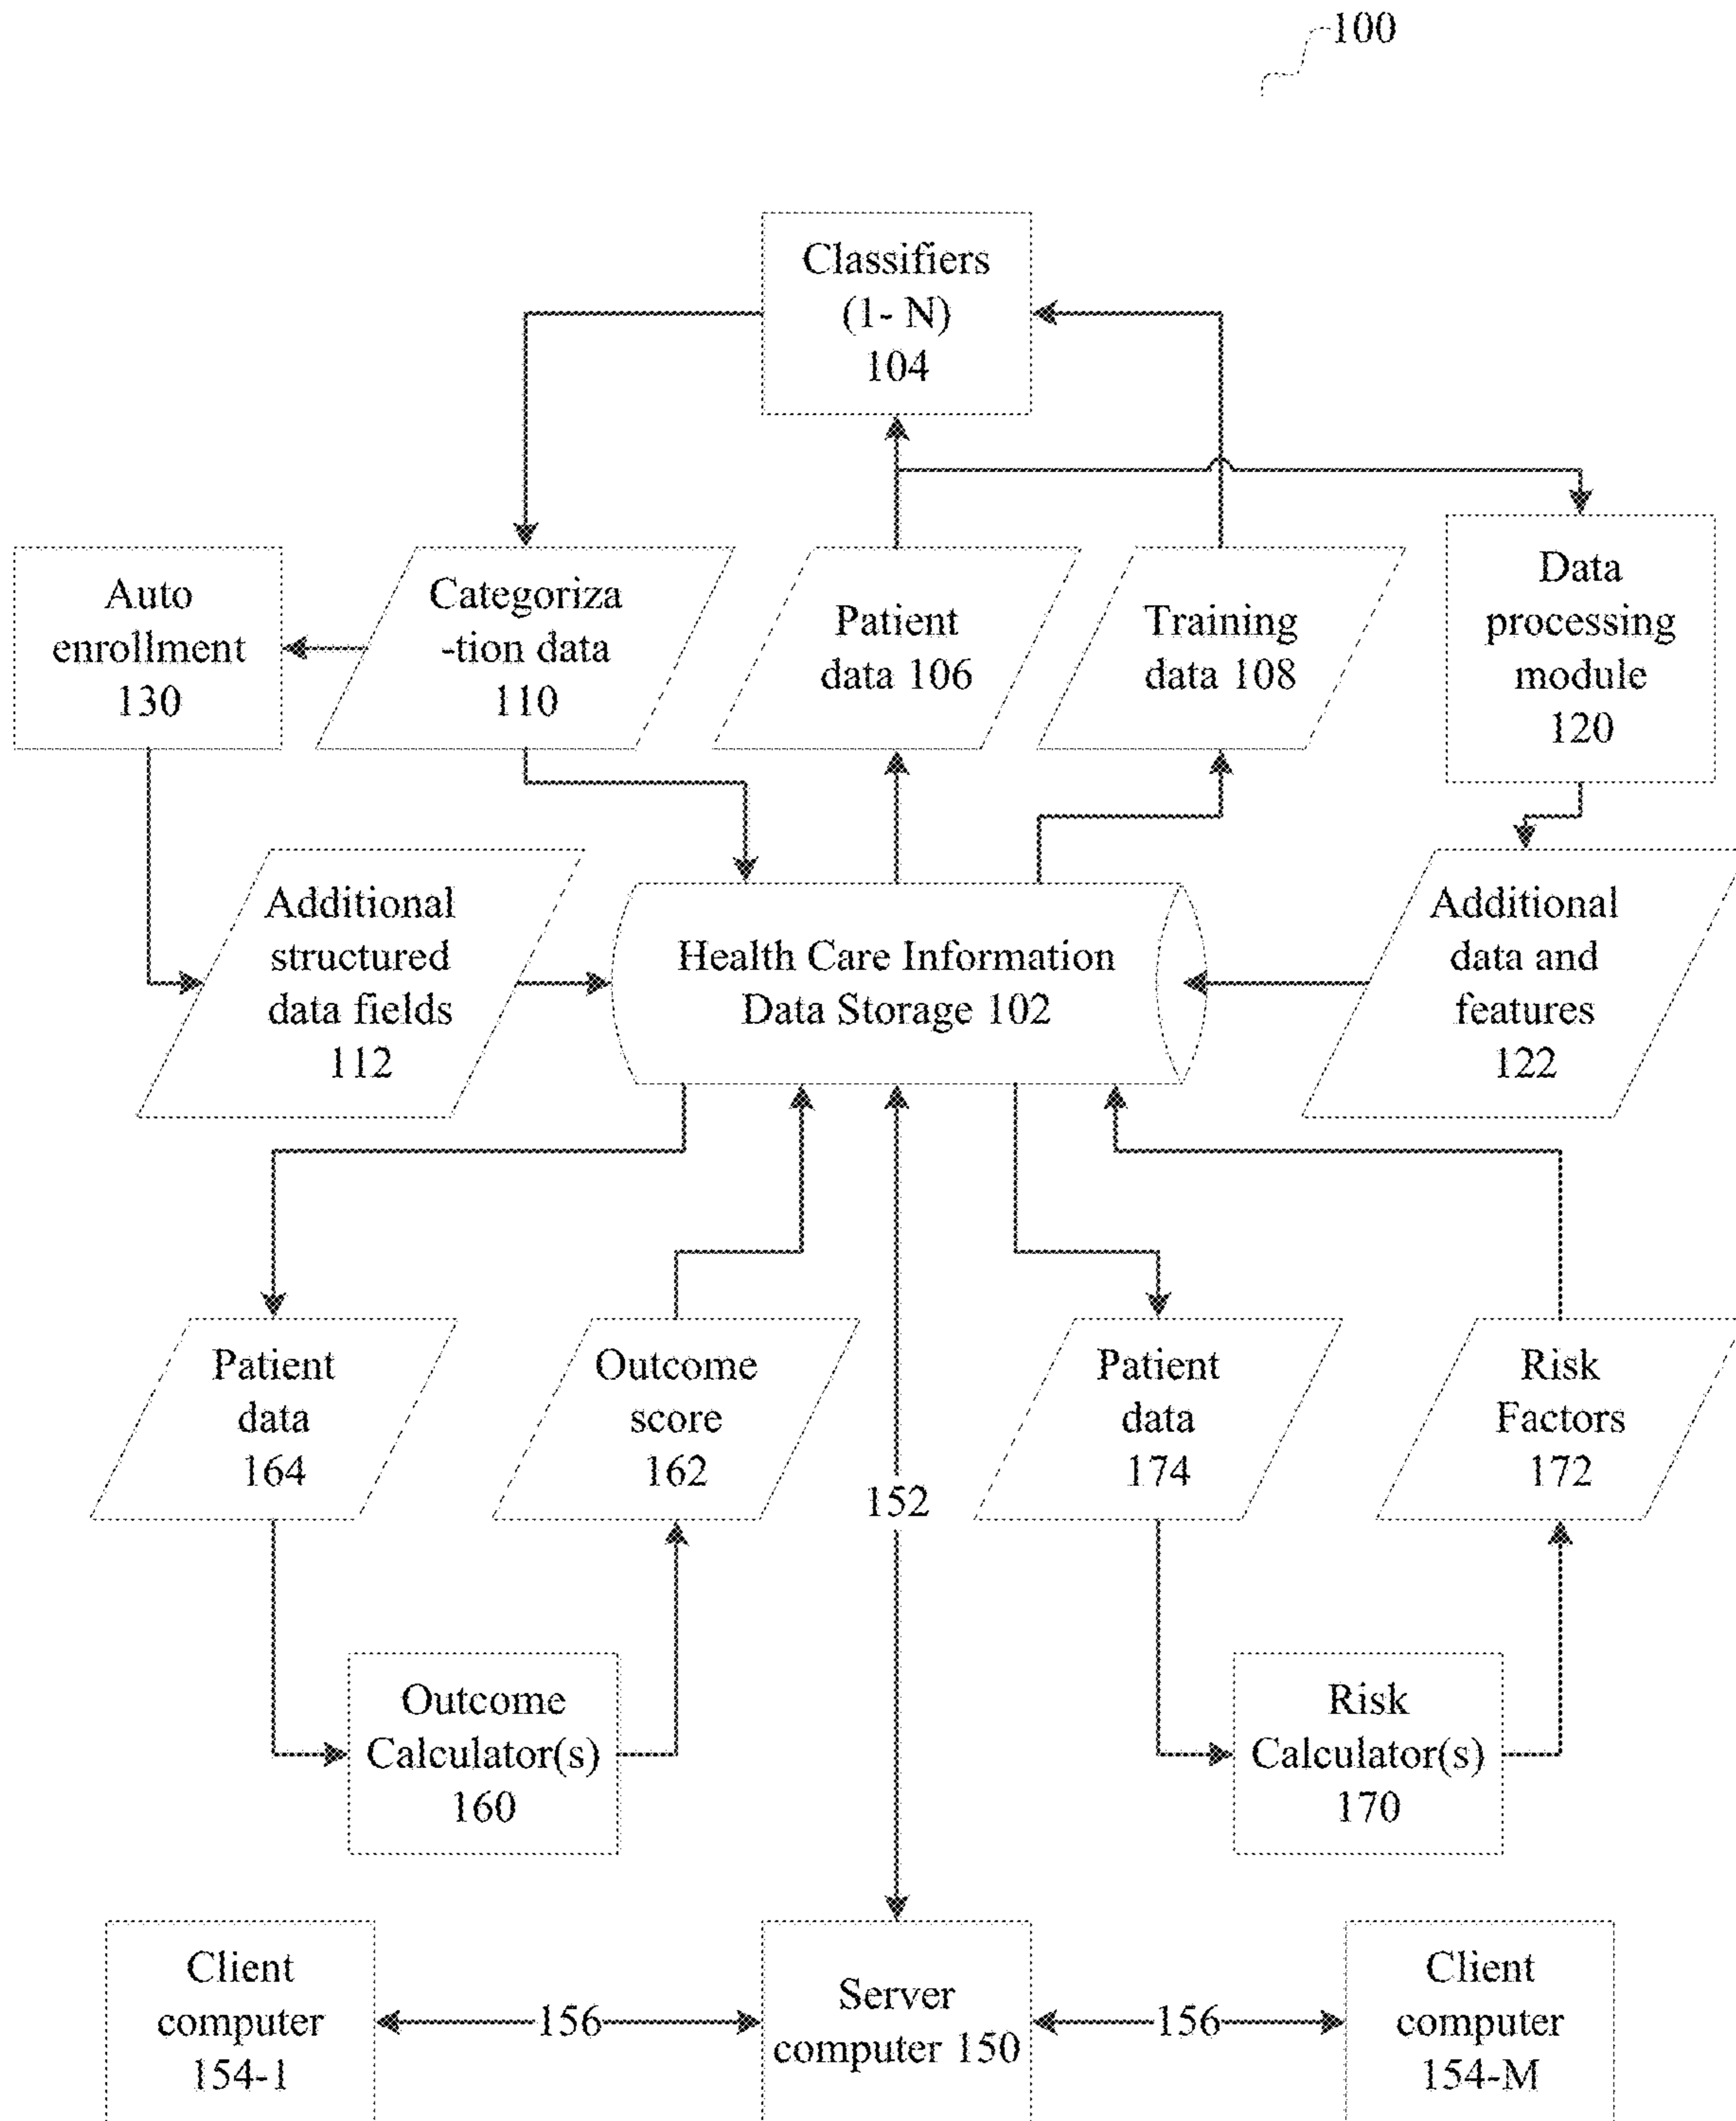 100
Classifiers
(1- N)
104
Auto
enrollment
130
Categoriza
-tion data
110
Patient
data 106
Training
data 108
Data
processing
module
120
Additional
structured
data fields
112
Health Care Information
Data Storage 102
Additional
data and
features
122
Patient
data
164
Outcome
score
162
152
Patient
data
174
Risk
Factors
172
Outcome
Calculator(s)
160
Risk
Calculator(s)
170
Client
computer
154-1
156
Server
computer 150
156
Client
computer
154-M